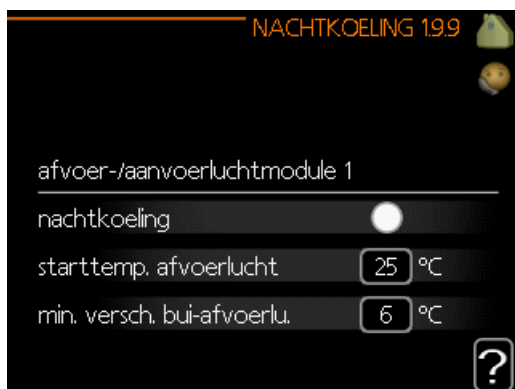 NACHTKOELING 1.9.9
afvoer-/aanvoerluchtmodule 1
nachtkoeling
starttemp. afvoerlucht 25 °C
min. versch. bui-afvoerlu. 6 °C
?